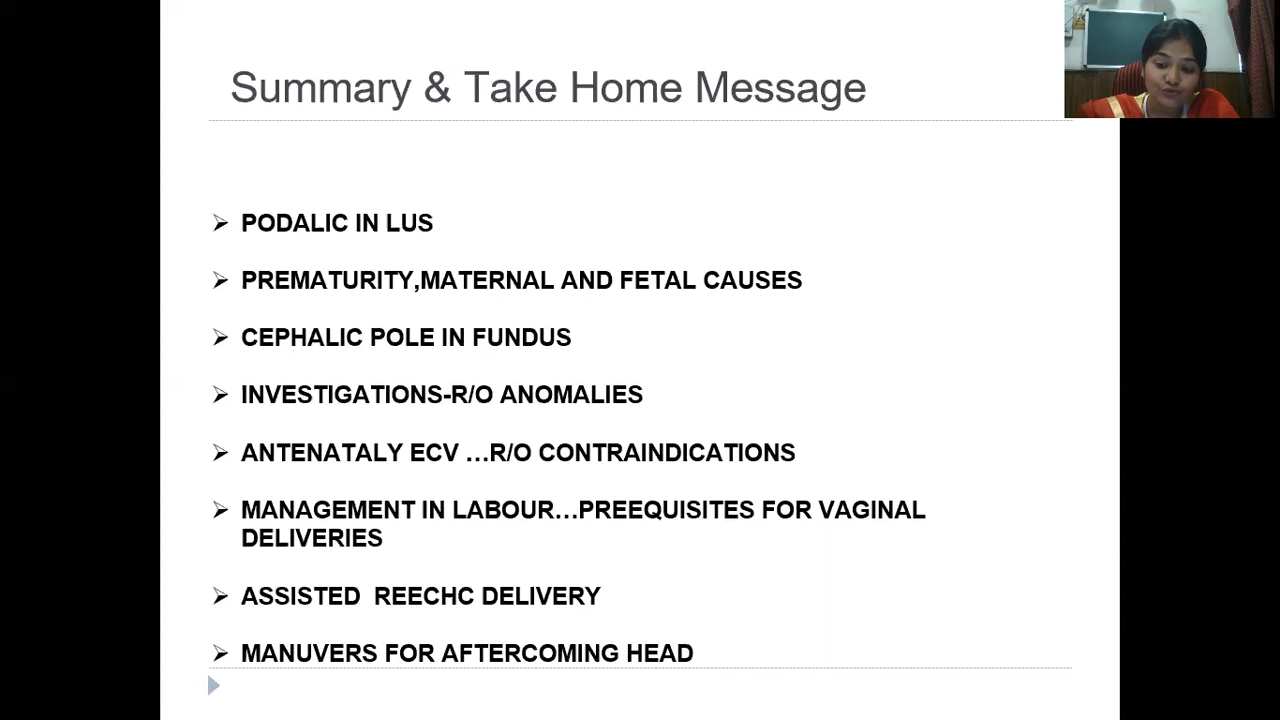 Summary & Take Home Message
PODALIC IN LUS
PREMATURITY,MATERNAL AND FETAL CAUSES
CEPHALIC POLE IN FUNDUS
INVESTIGATIONS-R/O ANOMALIES
ANTENATALY ECV …R/O CONTRAINDICATIONS
MANAGEMENT IN LABOUR…PREEQUISITES FOR VAGINAL
DELIVERIES
ASSISTED REECHC DELIVERY
MANUVERS FOR AFTERCOMING HEAD